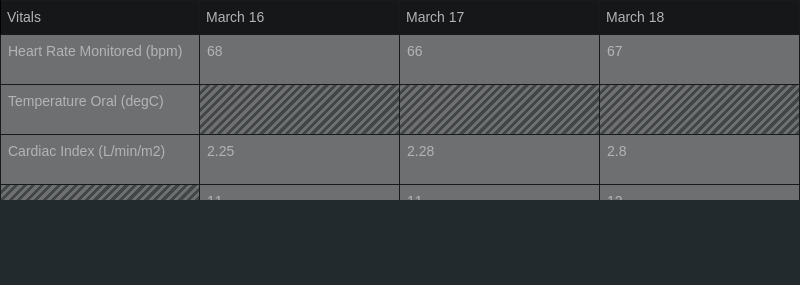 Vitals March 16 March 17 March 18
Heart Rate Monitored (bpm) 68 66 67
Temperature Oral (degC)
Cardiac Index (L/min/m2) 2.25 2.28 2.8